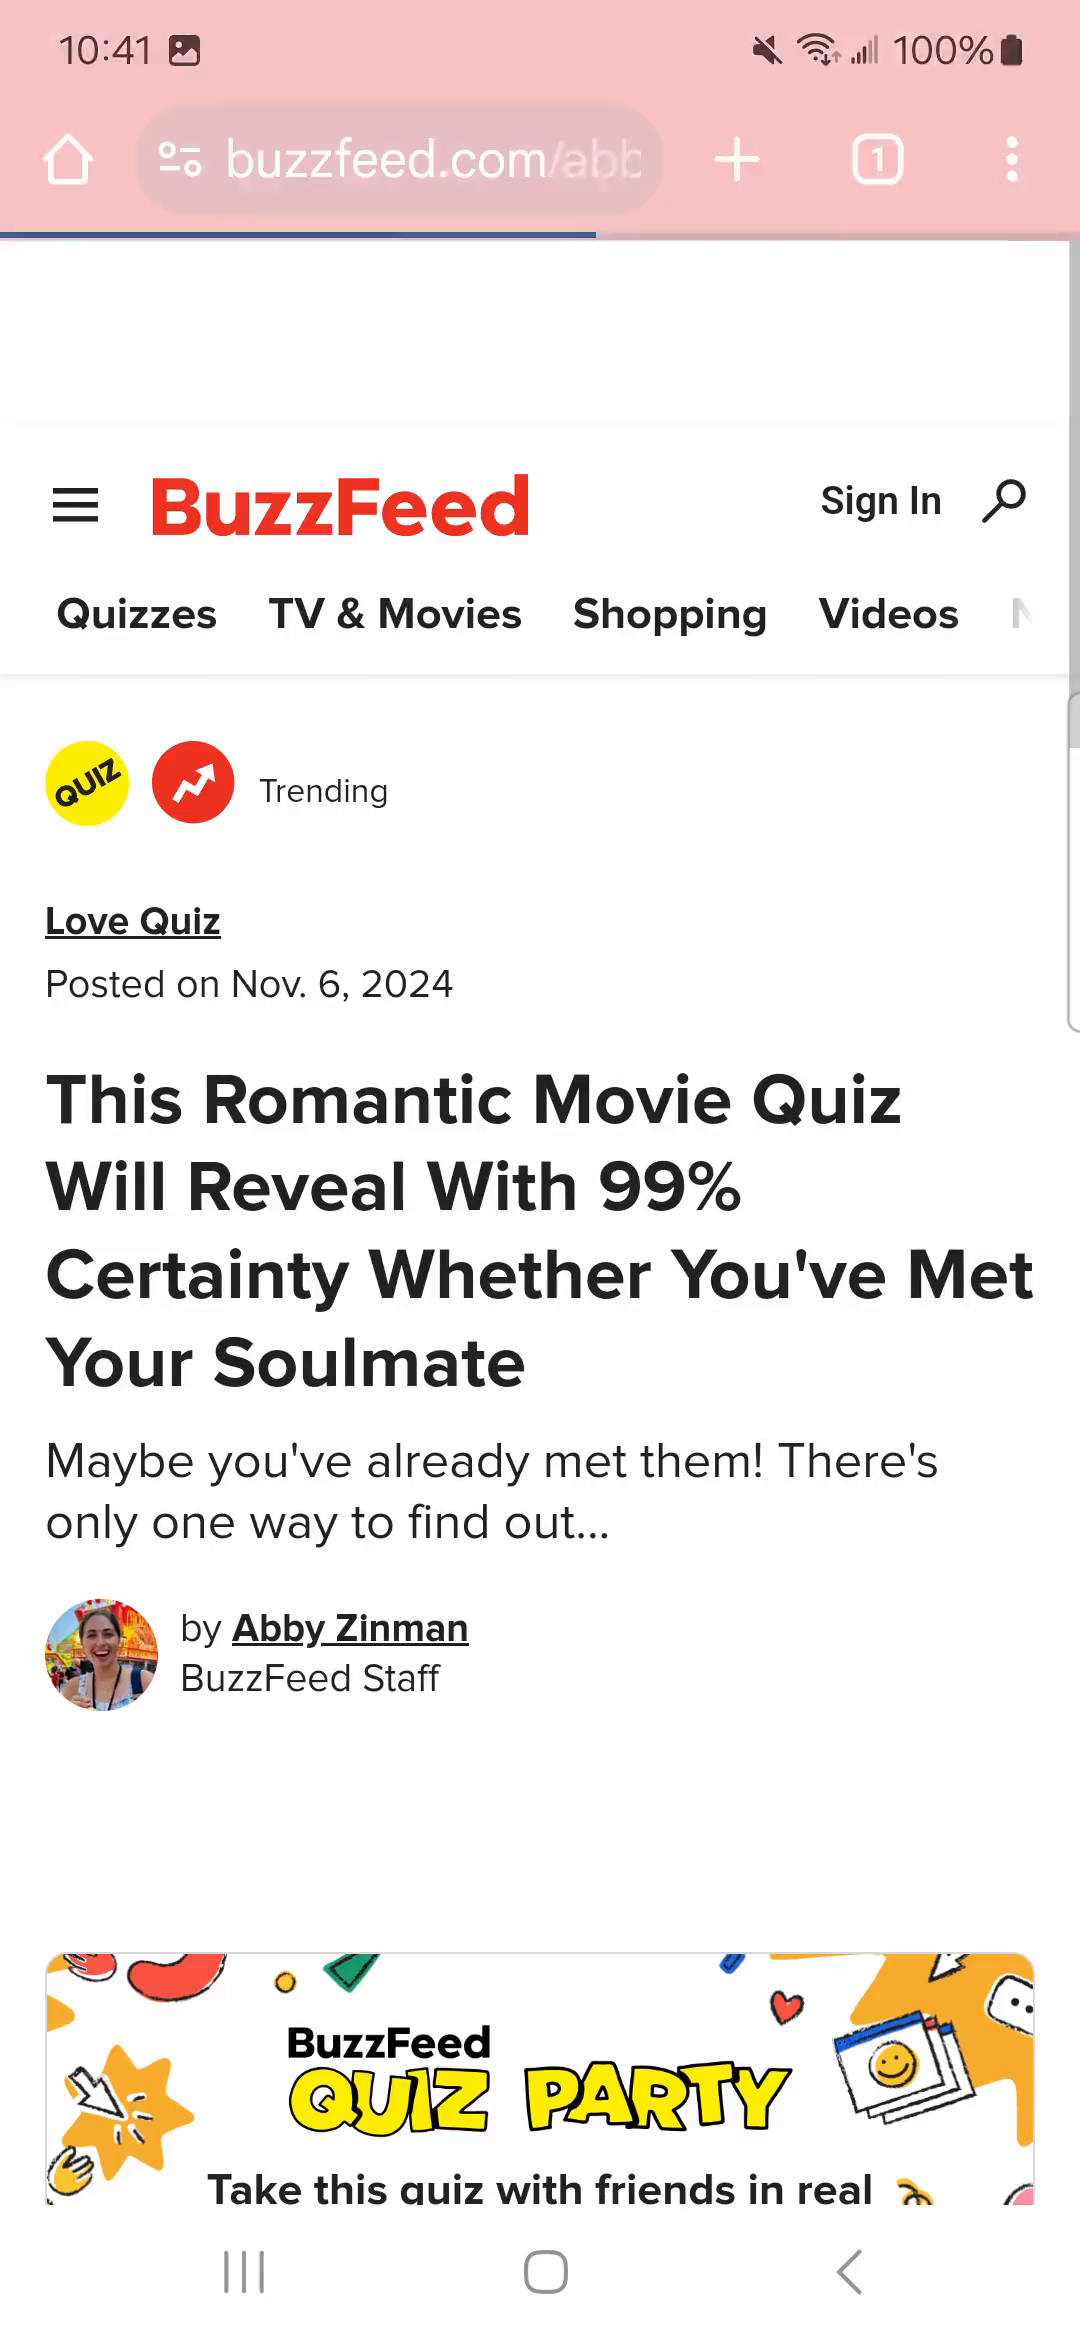 10:41
100%
buzzfeed.com/abb
1
BuzzFeed
Sign In
Quizzes TV & Movies Shopping Videos
QUIZ
Trending
Love Quiz
Posted on Nov. 6, 2024
This Romantic Movie Quiz
Will Reveal With 99%
Certainty Whether You've Met
Your Soulmate
Maybe you've already met them! There's
only one way to find out...
by Abby Zinman
BuzzFeed Staff
BuzzFeed
QUIZ PARTY
Take this quiz with friends in real